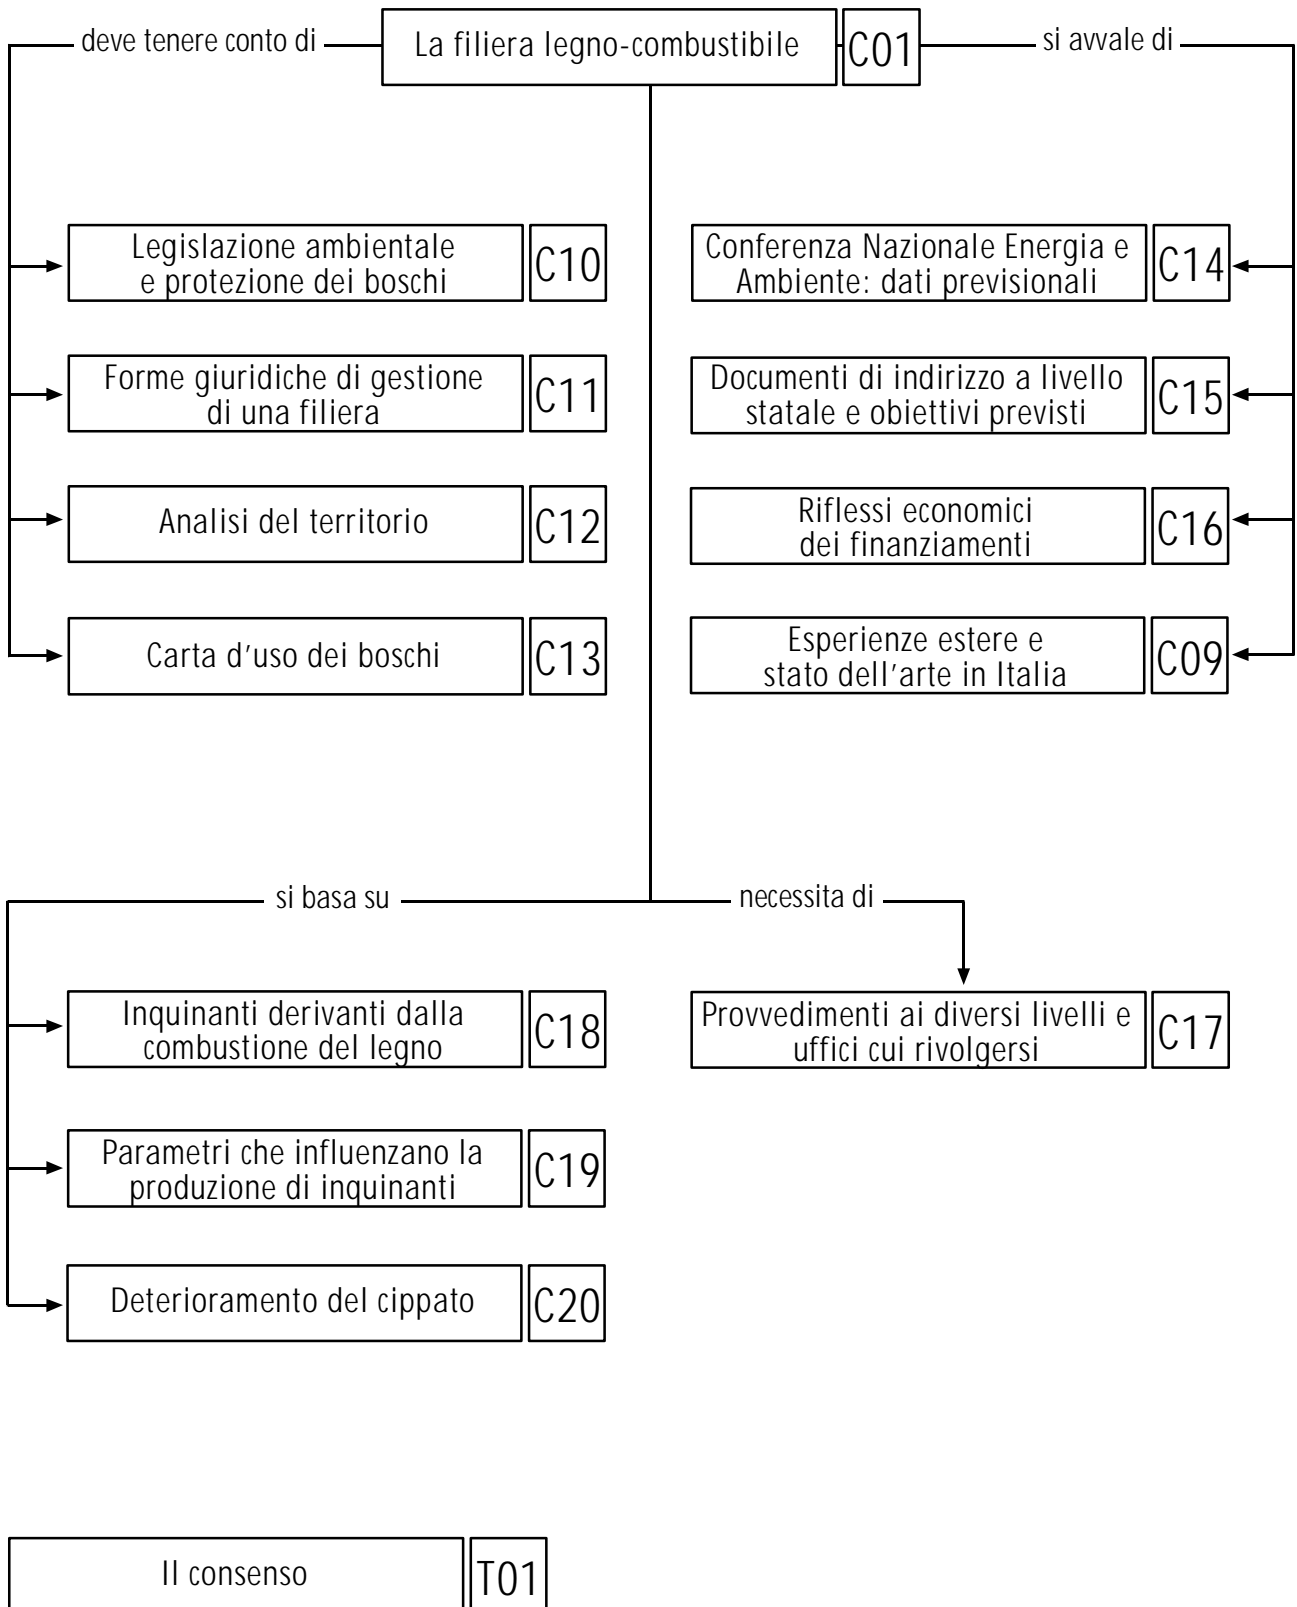 deve tenere conto di
La filiera legno-combustibile
C01
si avvale di
Legislazione ambientale
e protezione dei boschi
C10
Conferenza Nazionale Energia e
Ambiente: dati previsionali
C14
Forme giuridiche di gestione
di una filiera
C11
Documenti di indirizzo a livello
statale e obiettivi previsti
C15
Analisi del territorio
C12
Riflessi economici
dei finanziamenti
C16
Carta d'uso dei boschi
C13
Esperienze estere e
stato dell'arte in Italia
C09
si basa su
necessita di
Inquinanti derivanti dalla
combustione del legno
C18
Provvedimenti ai diversi livelli e
uffici cui rivolgersi
C17
Parametri che influenzano la
produzione di inquinanti
C19
Deterioramento del cippato
C20
Il consenso
T01